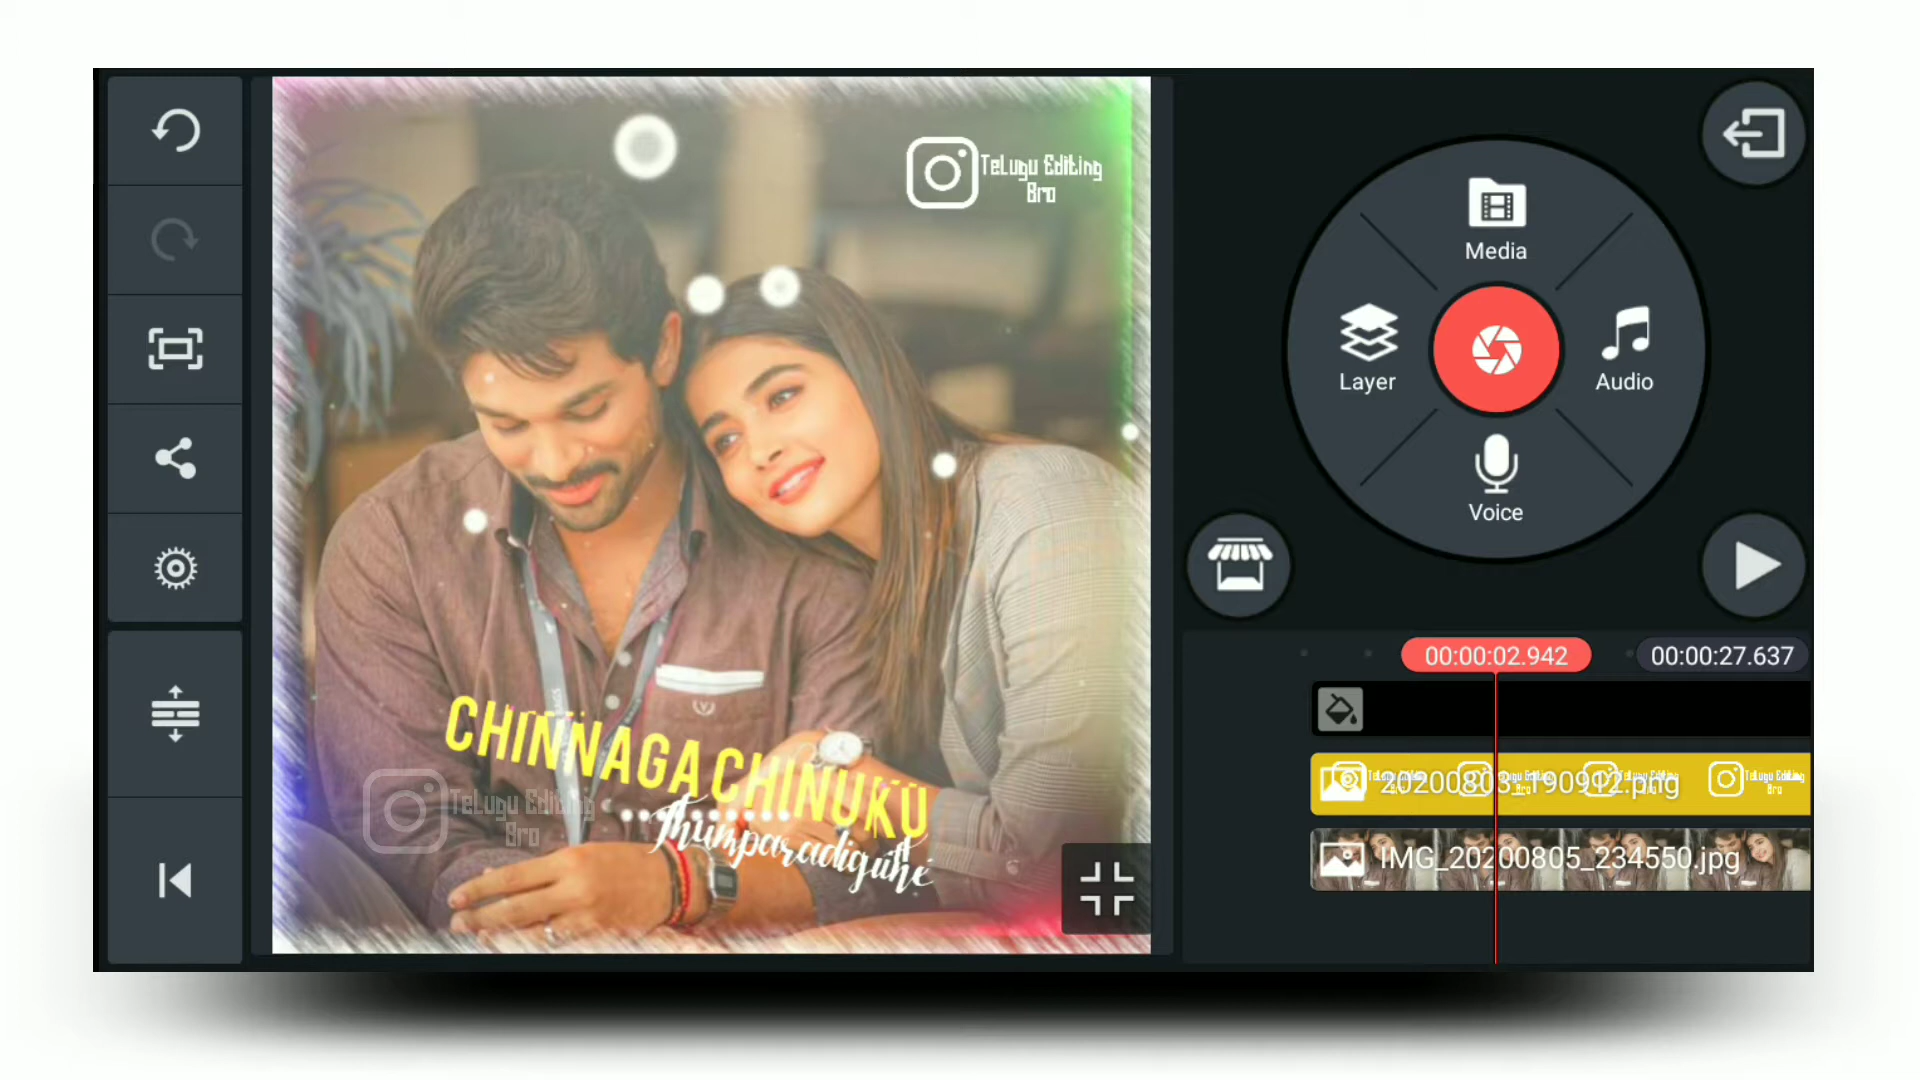 Telugu Editing
Bro
Media
Layer
Audio
Voice
00:00:02.942
00:00:27.637
20200803_190912.png
IMG_20200805_234550.jpg
CHINNAGA CHINUKU
Thumparadiguthe
Telugu Editing
Bro